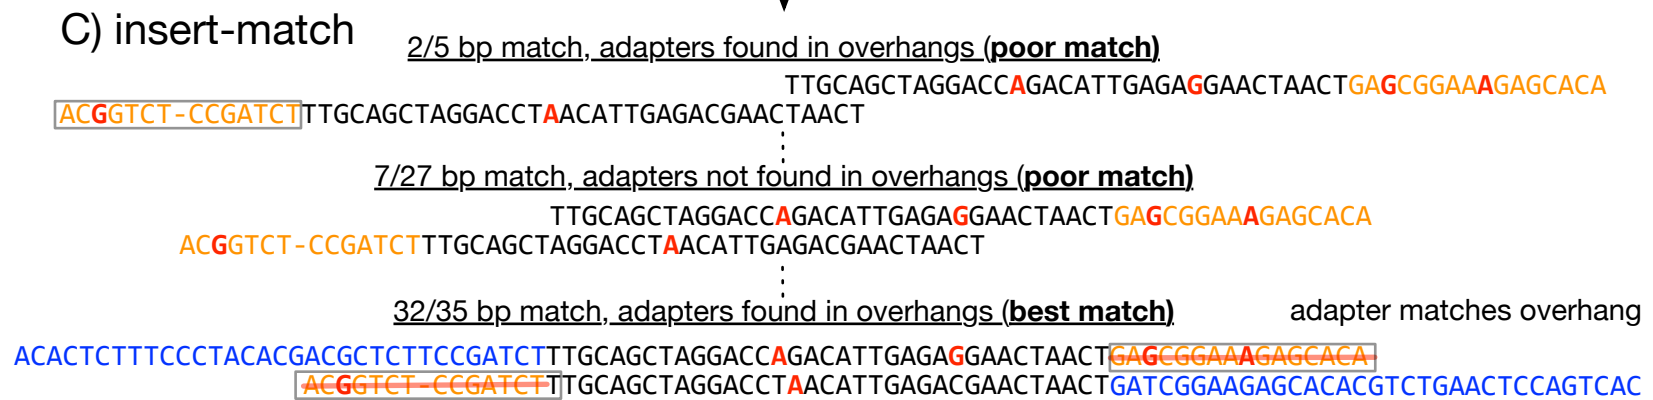 C) insert-match
2/5 bp match, adapters found in overhangs (poor match)
TTGCAGCTAGGACCAGACATTGAGAGGAACTAACTGAGCGGAAAGAGCACA
ACGGTCT-CCGATCTTTGCAGCTAGGACCTAACATTGAGACGAACTAACT
7/27 bp match, adapters not found in overhangs (poor match)
TTGCAGCTAGGACCAGACATTGAGAGGAACTAACTGAGCGGAAAGAGCACA
ACGGTCT-CCGATCTTTGCAGCTAGGACCTAACATTGAGACGAACTAACT
32/35 bp match, adapters found in overhangs (best match)
adapter matches overhang
ACACTCTTTCCCTACACGACGCTCTTCCGATCTTTGCAGCTAGGACCAGACATTGAGAGGAACTAACTGAGCGGAAAGAGCACA
ACGGTCT-CCGATCTTTGCAGCTAGGACCTAACATTGAGACGAACTAACTGATCGGAAGAGCACACGTCTGAACTCCAGTCAC